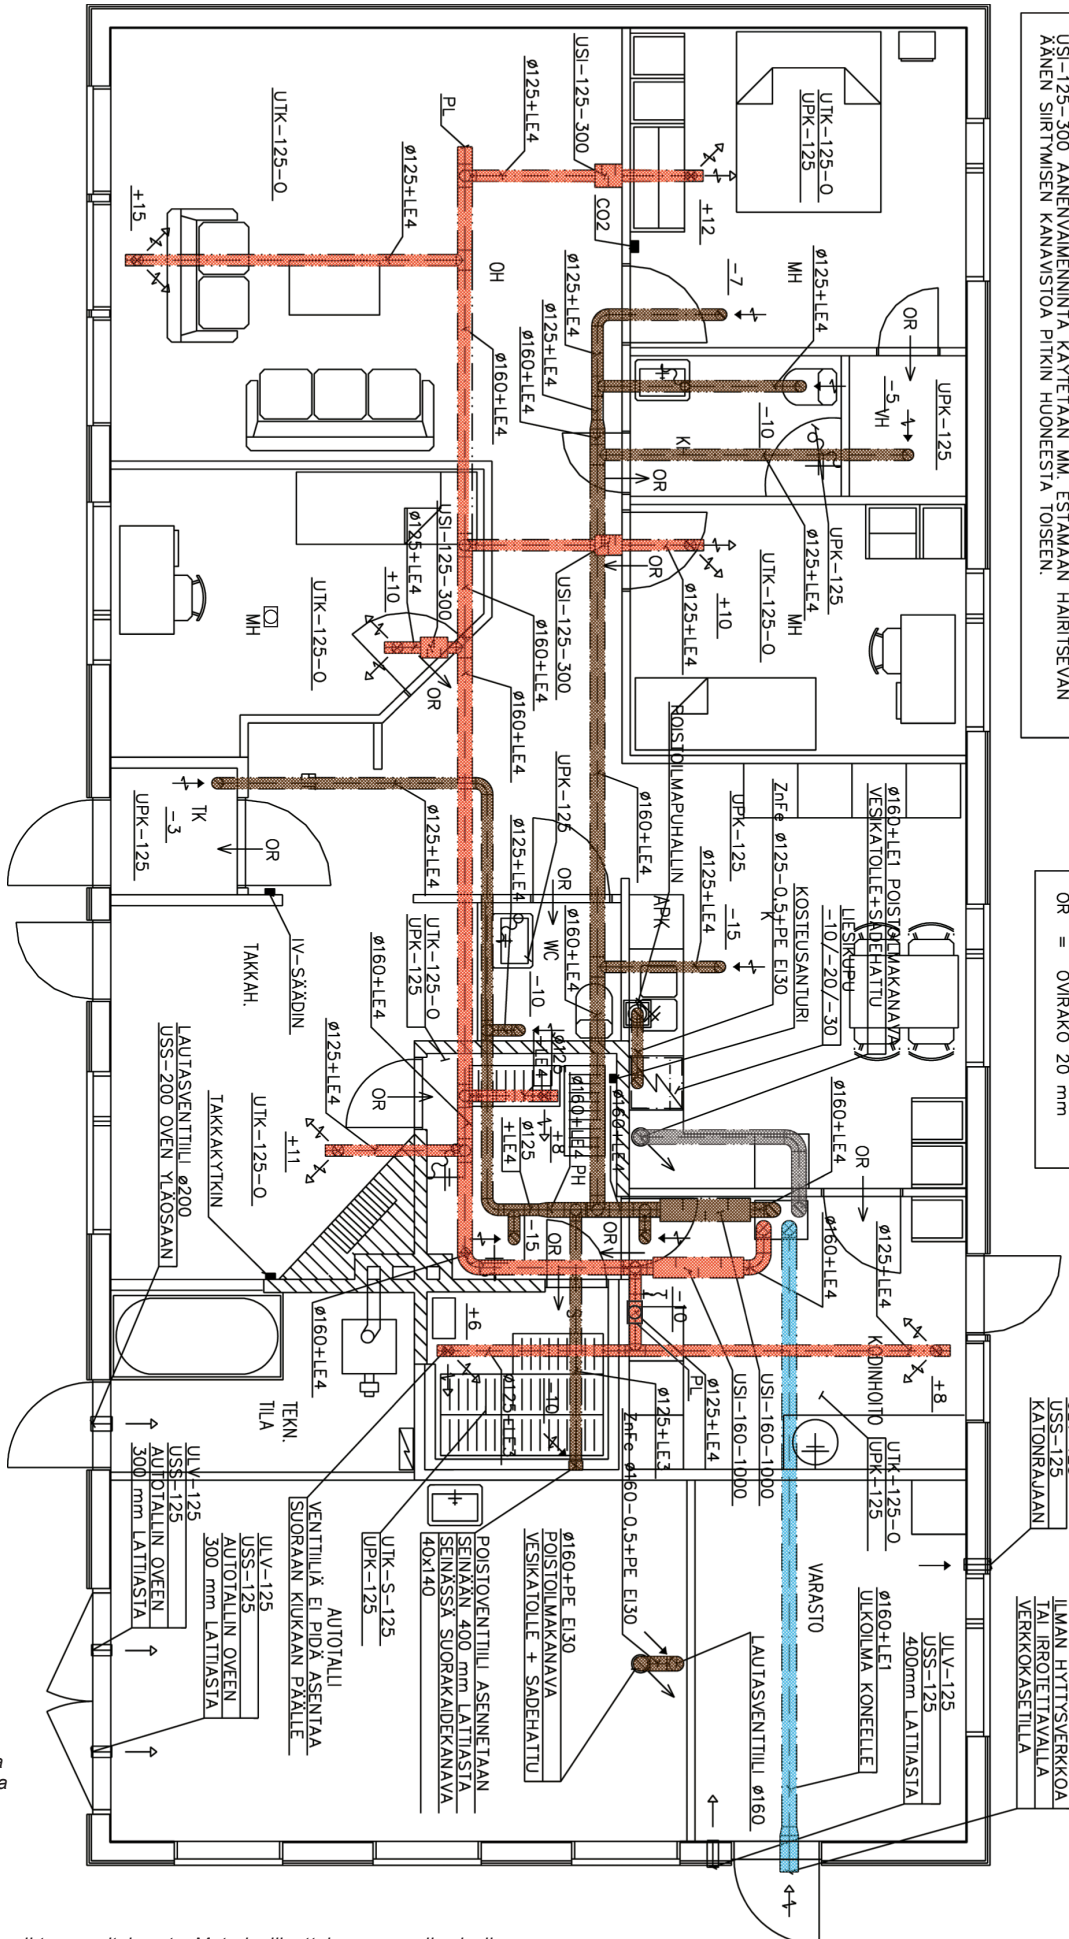 USI-125-300 ÄÄNENVAIMENNINTA KÄYTETÄÄN MM. ESTÄMÄÄN HÄIRITSEVÄN
ÄÄNEN SIIRTYMISEN KANAVISTOA PITKIN HUONEESTA TOISEEN.
OR = OVIRAKO 20 mm
USS-125
KATONRAJAAN
ILMAN HYTTYSVERKKOA
TAI IRROTETTAVALLA
VERKKOKASETILLA
UTK-125-O
UPK-125
+12
-7
MH
Ø125+LE4
OR
-5
VH
UPK-125
-10
KH
UPK-125
Ø125+LE4
UTK-125-O
MH
+10
Ø125+LE4
OR
OR
USI-125-300
CO2
Ø125+LE4
PL
Ø125+LE4
UTK-125-O
+15
OH
Ø125+LE4
Ø125+LE4
Ø160+LE4
Ø160+LE4
USI-125-300
Ø125+LE4
+10
UTK-125-O
MH
OR
USI-125-300
Ø160+LE4
Ø160+LE4
UPK-125
Ø125+LE4
Ø125+LE4
TK
-3
UPK-125
OR
POISTOILMAPUHALLIN
Ø160+LE4
UPK-125
ZnFe Ø125-0,5+PE EI30
K
KOSTEUSANTURI
LIESIKUPU
-10/-20/-30
Ø160+LE1 POISTOILMAKANAVA
VESIKATOLLE+SADEHATTU
Ø125+LE4
-15
APK
OR
WC
Ø160+LE4
-10
UTK-125-O
UPK-125
Ø160+LE4
IV-SÄÄDIN
TAKKAH.
Ø125+LE4
+11
UTK-125-O
TAKKAKYTKIN
LAUTASVENTTIILI Ø200
USS-200 OVEN YLÄOSAAN
OR
Ø125
+LE4
+8
Ø125
+LE4
Ø160+LE4
PH
Ø160+LE4
-15
OR
OR
Ø160+LE4
OR
Ø160+LE4
Ø125+LE4
KODINHOITO
+8
UTK-125-O
UPK-125
USI-160-1000
USI-160-1000
Ø125+LE4
PL
-10
Ø125+LE3
S
+6
Ø125+LE3
-10
Ø160+LE4
TEKN.
TILA
ULV-125
USS-125
AUTOTALLIN OVEEN
300 mm LATTIASTA
ULV-125
USS-125
AUTOTALLIN OVEEN
300 mm LATTIASTA
AUTOTALLI
VENTTIILIÄ EI PIDÄ ASENTAA
SUORAAN KIUKAAN PÄÄLLE
UTK-S-125
UPK-125
POISTOVENTTIILI ASENNETAAN
SEINÄÄN 400 mm LATTIASTA
SEINÄSSÄ SUORAKAIDEKANAVA
40x140
Ø160+PE EI30
POISTOILMAKANAVA
VESIKATOLLE + SADEHATTU
ZnFe Ø160-0,5+PE EI30
LAUTASVENTTIILI Ø160
VARASTO
Ø160+LE1
ULKOILMA KONEELLE
ULV-125
USS-125
400mm LATTIASTA